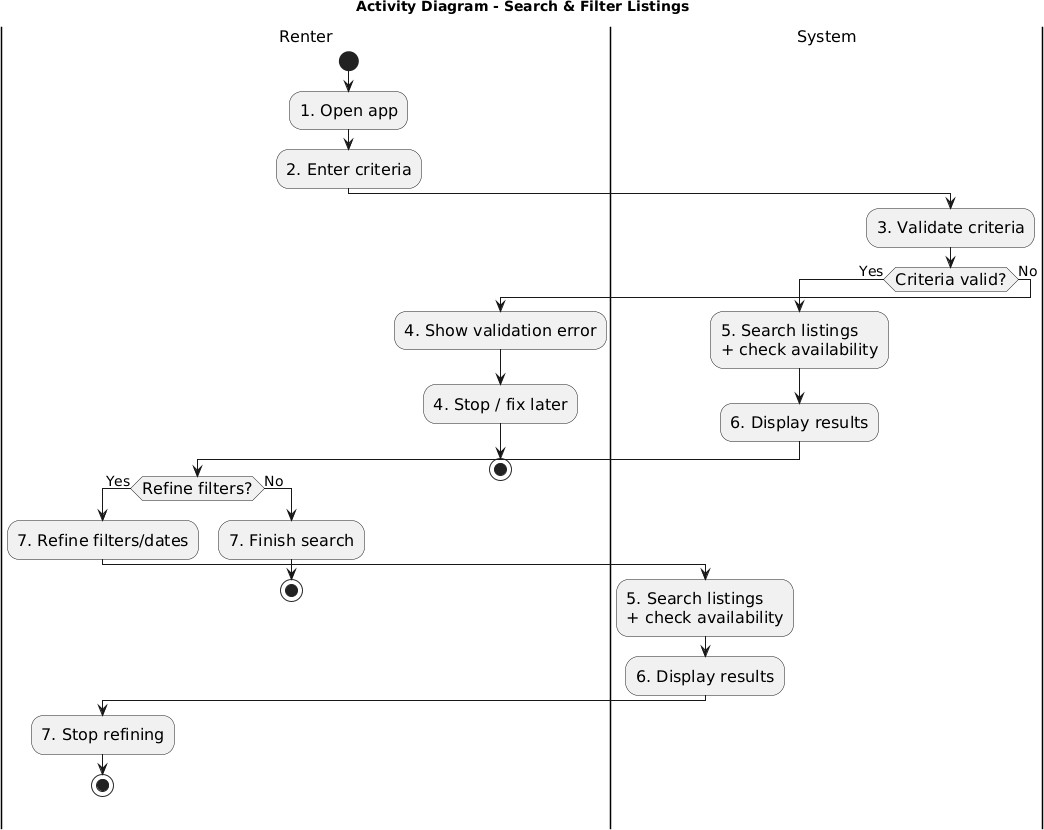 Activity Diagram - Search & Filter Listings
Renter
System
1. Open app
2. Enter criteria
3. Validate criteria
Yes
Criteria valid?
No
4. Show validation error
5. Search listings
+ check availability
4. Stop / fix later
6. Display results
Yes
Refine filters?
No
7. Refine filters/dates
7. Finish search
5. Search listings
+ check availability
6. Display results
7. Stop refining